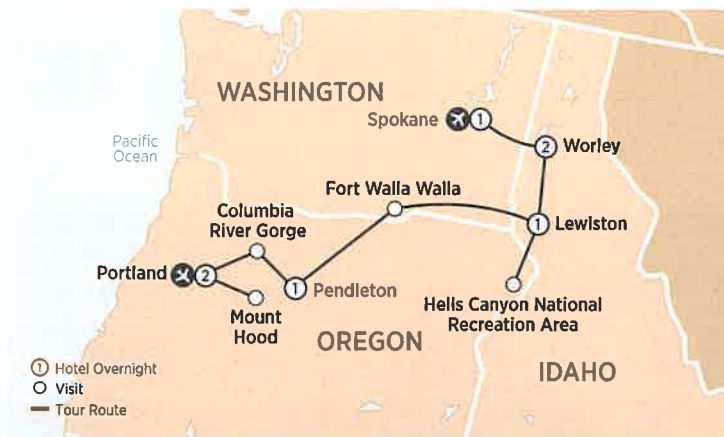 WASHINGTON
Spokane
1
2
Worley
Pacific
Ocean
Fort Walla Walla
Columbia
River Gorge
1
Lewiston
Portland
2
1
Pendleton
Mount
Hood
Hells Canyon National
Recreation Area
OREGON
IDAHO
1 Hotel Overnight
Visit
Tour Route